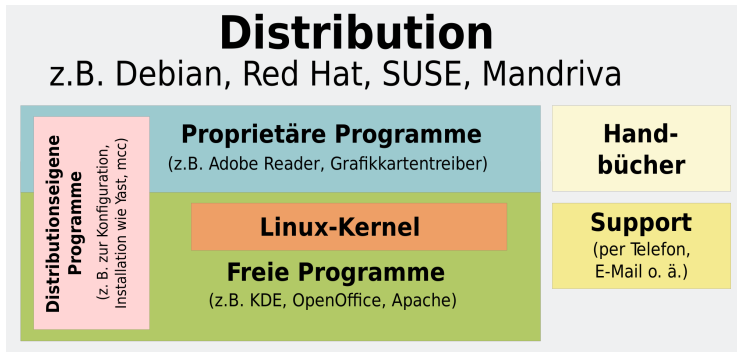 Distribution
z.B. Debian, Red Hat, SUSE, Mandriva
Distributionseigene
Programme
(z. B. zur Konfiguration,
Installation wie Yast, mcc)
Proprietäre Programme
(z.B. Adobe Reader, Grafikkartentreiber)
Linux-Kernel
Freie Programme
(z.B. KDE, OpenOffice, Apache)
Hand-
bücher
Support
(per Telefon,
E-Mail o. ä.)